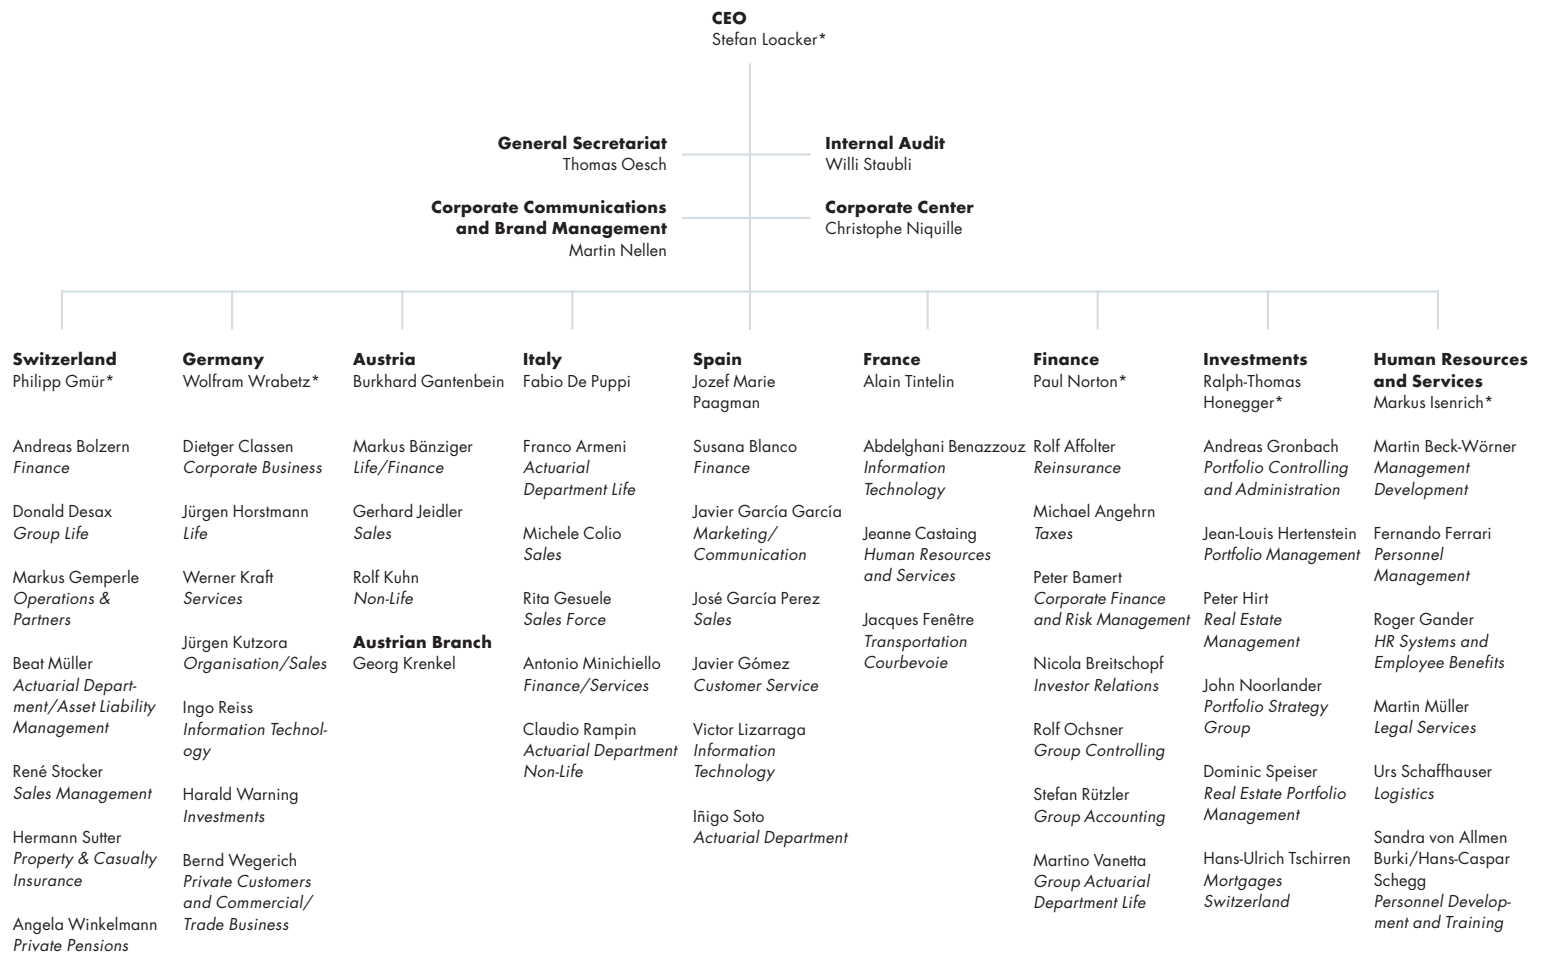 CEO
Stefan Loacker*
General Secretariat
Thomas Oesch
Internal Audit
Willi Staubli
Corporate Communications
and Brand Management
Martin Nellen
Corporate Center
Christophe Niquille
Switzerland
Philipp Gmür*
Andreas Bolzern
Finance
Donald Desax
Group Life
Markus Gemperle
Operations &
Partners
Beat Müller
Actuarial Depart-
ment/Asset Liability
Management
René Stocker
Sales Management
Hermann Sutter
Property & Casualty
Insurance
Angela Winkelmann
Private Pensions
Germany
Wolfram Wrabetz*
Dietger Classen
Corporate Business
Jürgen Horstmann
Life
Werner Kraft
Services
Jürgen Kutzora
Organisation/Sales
Ingo Reiss
Information Technol-
ogy
Harald Warning
Investments
Bernd Wegerich
Private Customers
and Commercial/
Trade Business
Austria
Burkhard Gantenbein
Markus Bänziger
Life/Finance
Gerhard Jeidler
Sales
Rolf Kuhn
Non-Life
Austrian Branch
Georg Krenkel
Italy
Fabio De Puppi
Franco Armeni
Actuarial
Department Life
Michele Colio
Sales
Rita Gesuele
Sales Force
Antonio Minichiello
Finance/Services
Claudio Rampin
Actuarial Department
Non-Life
Spain
Jozef Marie
Paagman
Susana Blanco
Finance
Javier García García
Marketing/
Communication
José García Perez
Sales
Javier Gómez
Customer Service
Victor Lizarraga
Information
Technology
Iñigo Soto
Actuarial Department
France
Alain Tintelin
Abdelghani Benazzouz
Information
Technology
Jeanne Castaing
Human Resources
and Services
Jacques Fenêtre
Transportation
Courbevoie
Finance
Paul Norton*
Rolf Affolter
Reinsurance
Michael Angehrn
Taxes
Peter Bamert
Corporate Finance
and Risk Management
Nicola Breitschopf
Investor Relations
Rolf Ochsner
Group Controlling
Stefan Rützler
Group Accounting
Martino Vanetta
Group Actuarial
Department Life
Investments
Ralph-Thomas
Honegger*
Andreas Gronbach
Portfolio Controlling
and Administration
Jean-Louis Hertenstein
Portfolio Management
Peter Hirt
Real Estate
Management
John Noorlander
Portfolio Strategy
Group
Dominic Speiser
Real Estate Portfolio
Management
Hans-Ulrich Tschirren
Mortgages
Switzerland
Human Resources
and Services
Markus Isenrich*
Martin Beck-Wörner
Management
Development
Fernando Ferrari
Personnel
Management
Roger Gander
HR Systems and
Employee Benefits
Martin Müller
Legal Services
Urs Schaffhauser
Logistics
Sandra von Allmen
Burki/Hans-Caspar
Schegg
Personnel Develop-
ment and Training